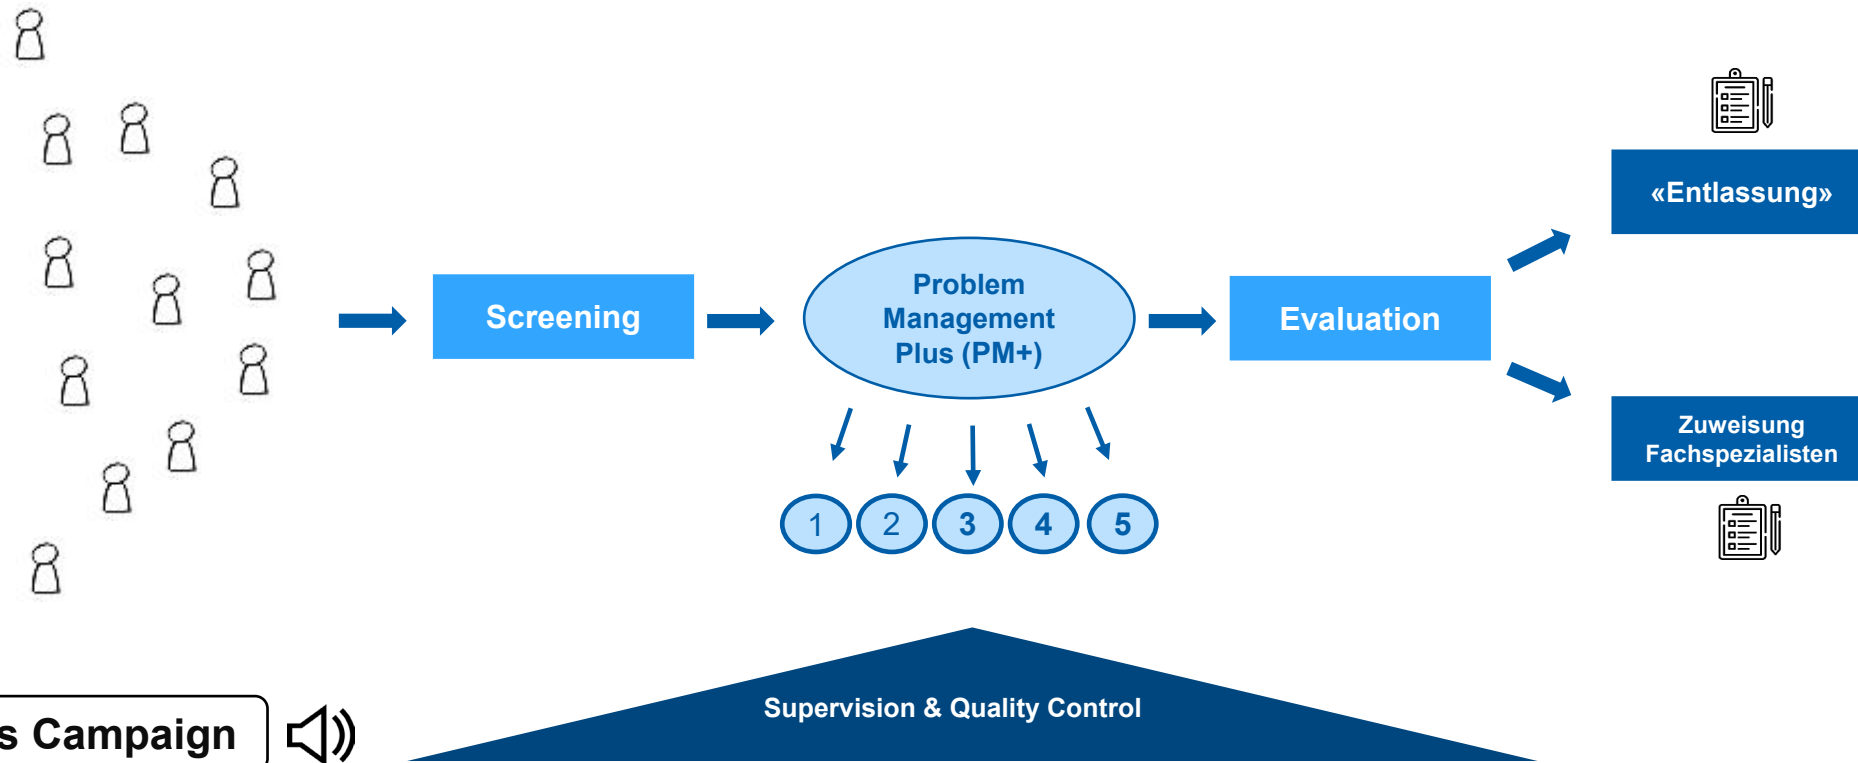 «Entlassung»
Screening
Problem
Management
Plus (PM+)
Evaluation
Zuweisung
Fachspezialisten
1 2 3 4 5
Supervision & Quality Control
s Campaign